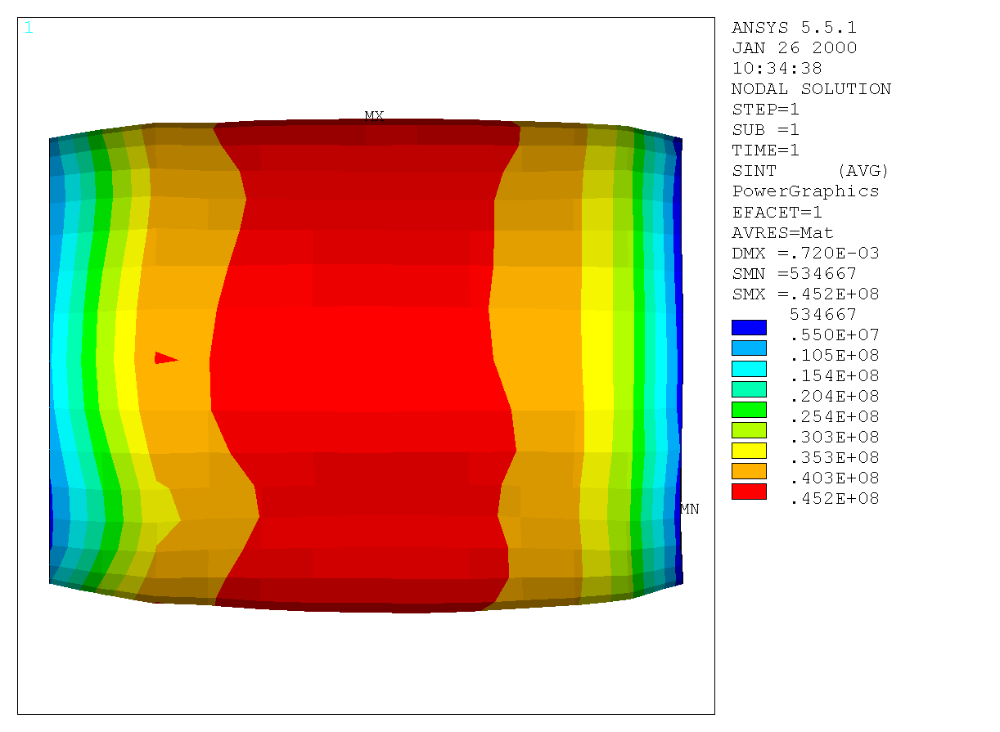 1
MX
MN
ANSYS 5.5.1
JAN 26 2000
10:34:38
NODAL SOLUTION
STEP=1
SUB =1
TIME=1
SINT (AVG)
PowerGraphics
EFACET=1
AVRES=Mat
DMX =.720E-03
SMN =534667
SMX =.452E+08
534667
.550E+07
.105E+08
.154E+08
.204E+08
.254E+08
.303E+08
.353E+08
.403E+08
.452E+08